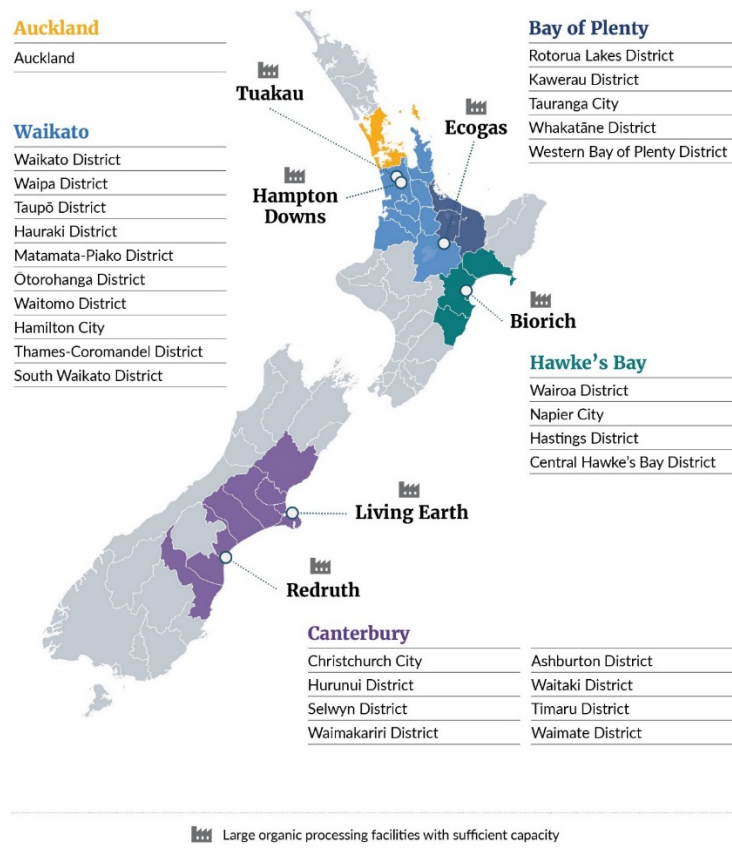 Auckland
Auckland
Waikato
Waikato District
Waipa District
Taupō District
Hauraki District
Matamata-Piako District
Ōtorohanga District
Waitomo District
Hamilton City
Thames-Coromandel District
South Waikato District
Tuakau
Hampton
Downs
Ecogas
Biorich
Bay of Plenty
Rotorua Lakes District
Kawerau District
Tauranga City
Whakatāne District
Western Bay of Plenty District
Hawke's Bay
Wairoa District
Napier City
Hastings District
Central Hawke's Bay District
Living Earth
Redruth
Canterbury
Christchurch City
Hurunui District
Selwyn District
Waimakariri District
Ashburton District
Waitaki District
Timaru District
Waimate District
Large organic processing facilities with sufficient capacity